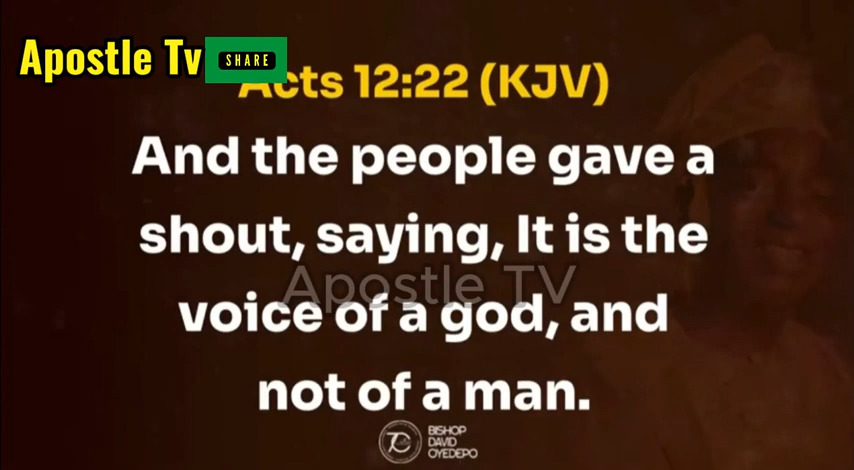 Apostle Tv SHARE
Acts 12:22 (KJV)
And the people gave a
shout, saying, It is the
Apostle TV
voice of a god, and
not of a man.
70
BISHOP
DAVID
OYEDEPO